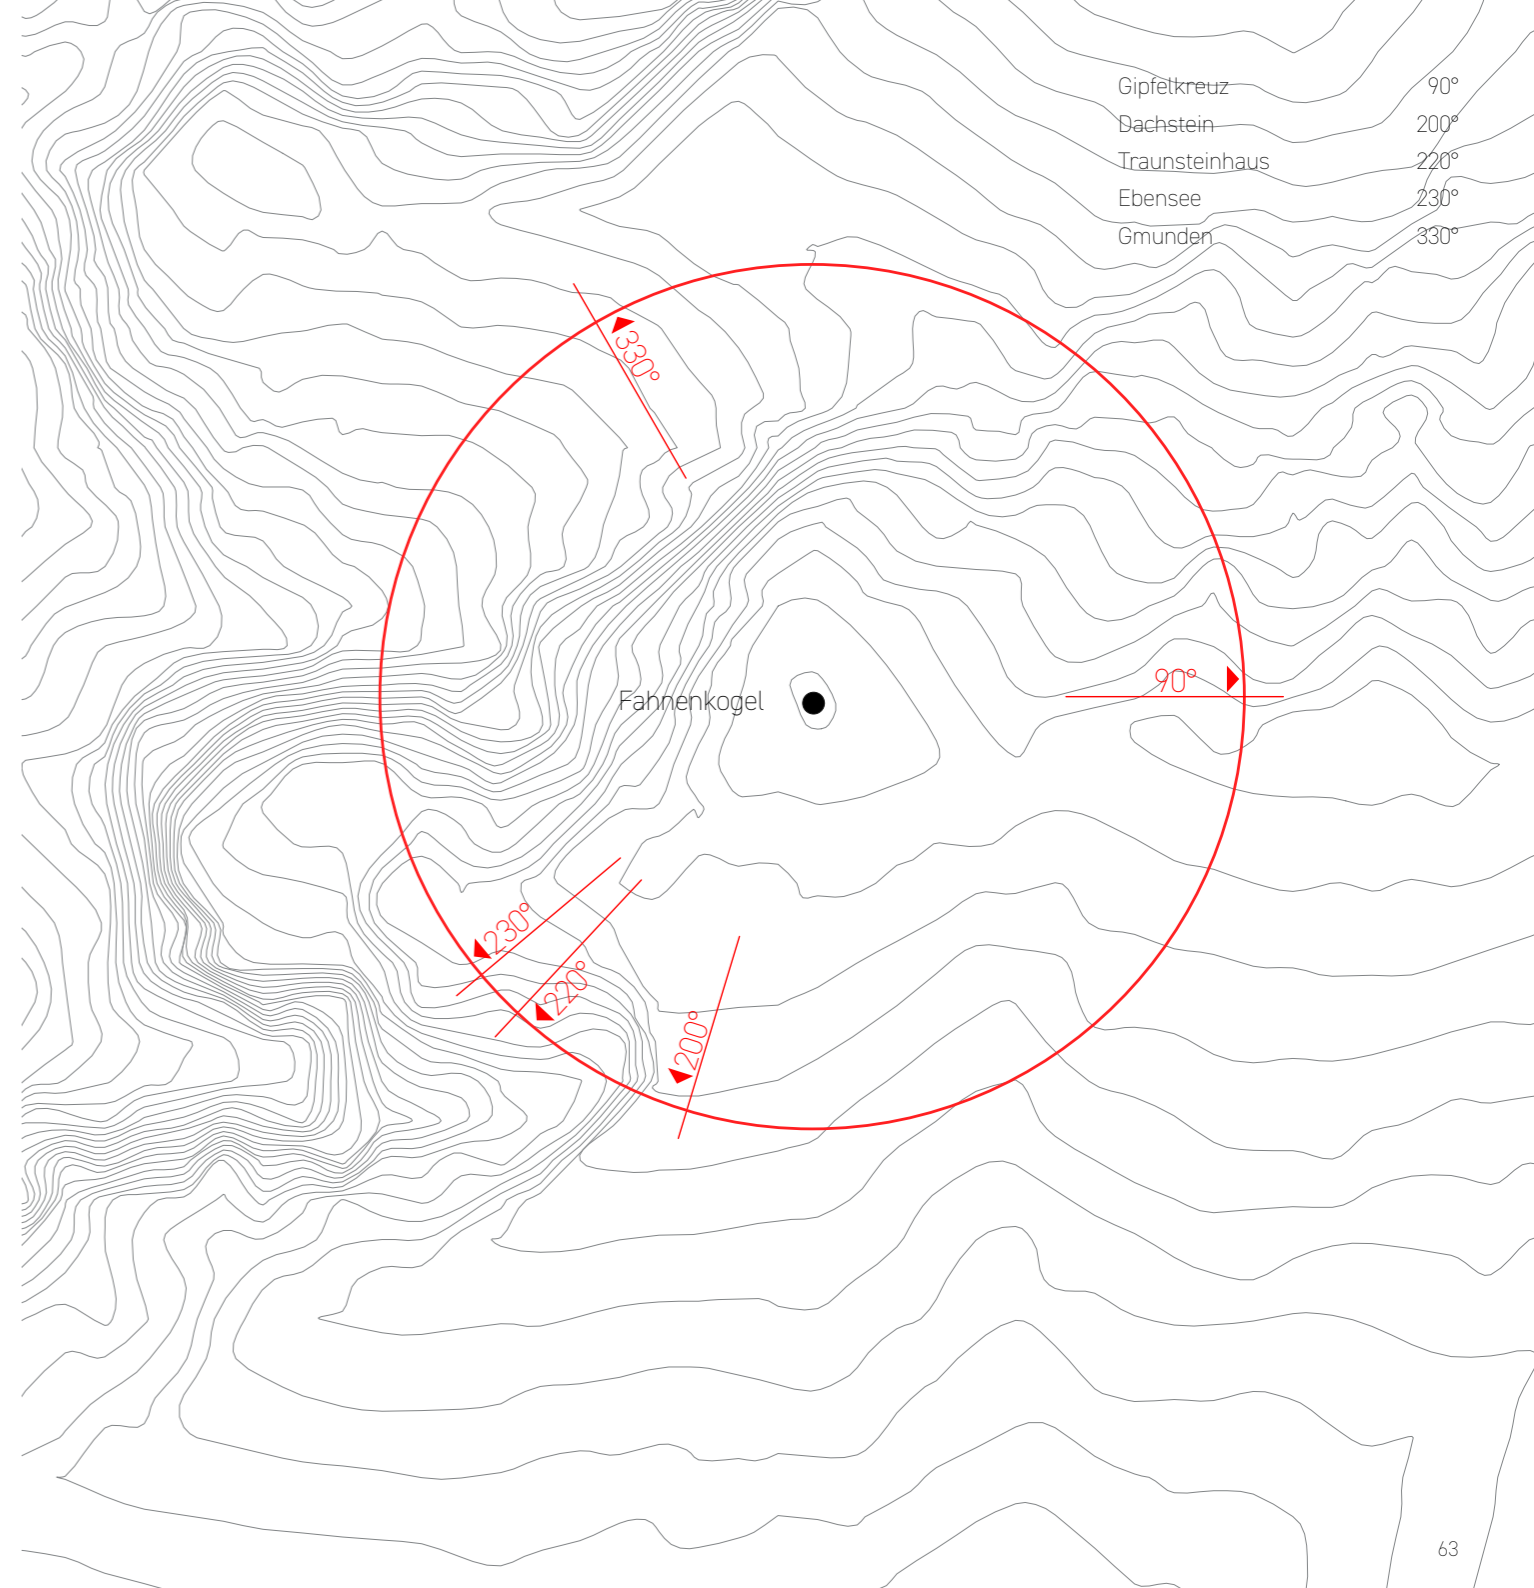 Gipfelkreuz 90°
Dachstein 200°
Traunsteinhaus 220°
Ebensee 230°
Gmunden 330°
330°
90°
Fahnenkogel
230°
220°
200°
63